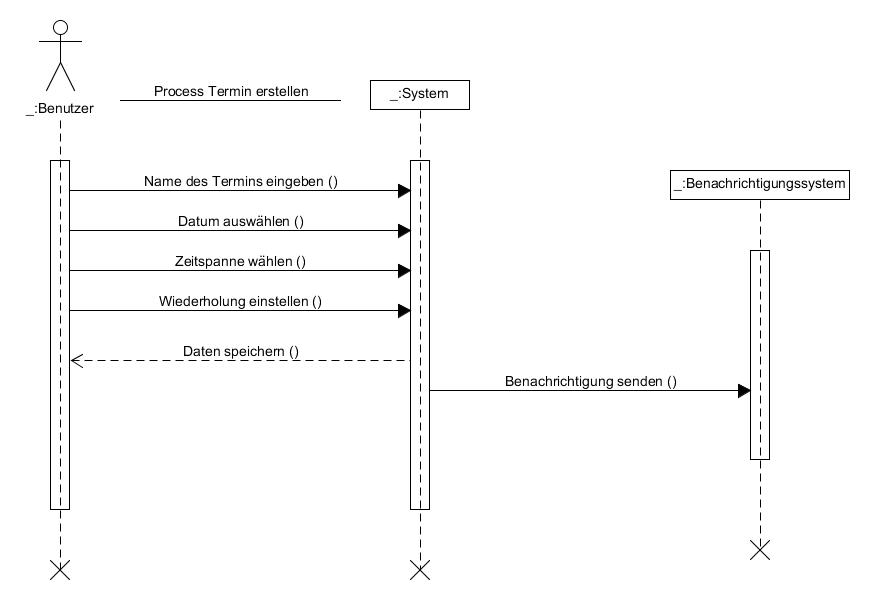 Process Termin erstellen
_:System
_:Benutzer
Name des Termins eingeben ()
_:Benachrichtigungssystem
Datum auswählen ()
Zeitspanne wählen ()
Wiederholung einstellen ()
Daten speichern ()
Benachrichtigung senden ()